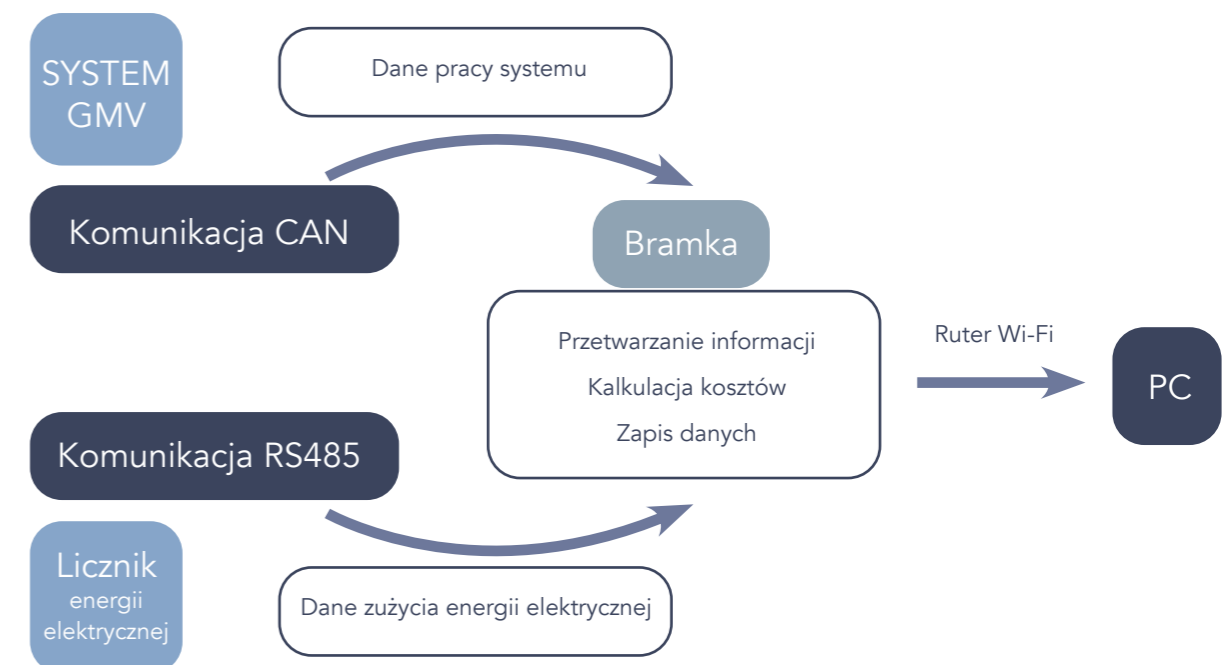 SYSTEM
GMV
Dane pracy systemu
Komunikacja CAN
Bramka
Przetwarzanie informacji
Kalkulacja kosztów
Zapis danych
Ruter Wi-Fi
PC
Komunikacja RS485
Licznik
energii
elektrycznej
Dane zużycia energii elektrycznej